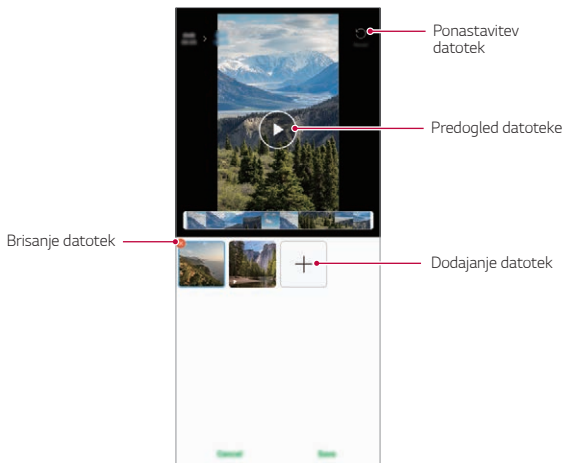 Ponastavitev
datotek
Predogled datoteke
Brisanje datotek
Dodajanje datotek
Cancel
Save